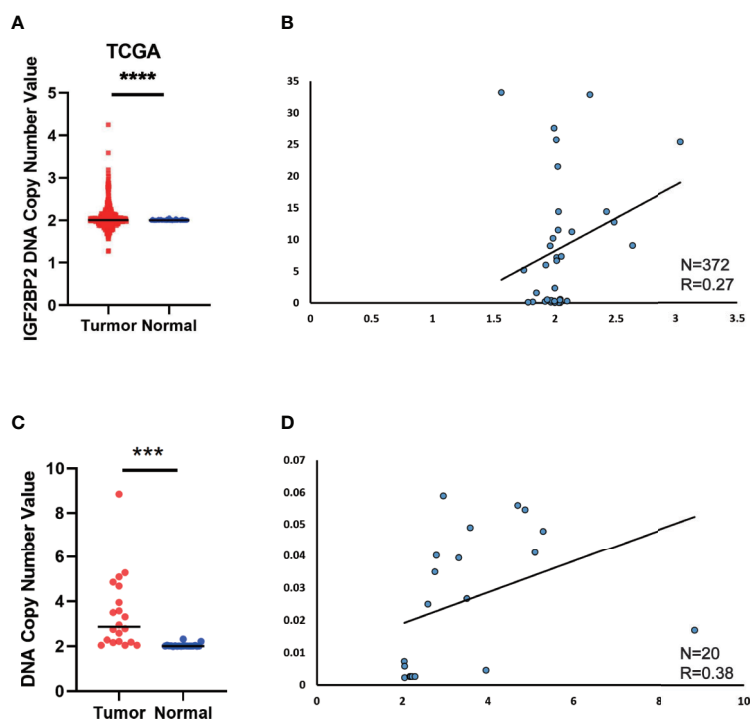 A
TCGA
****
IGF2BP2 DNA Copy Number Value
5
4
3
2
1
0
Turmor Normal
B
35
30
25
20
15
10
5
0
0 0.5 1 1.5 2 2.5 3 3.5
N=372
R=0.27
C
***
DNA Copy Number Value
10
8
6
4
2
0
Tumor Normal
D
0.07
0.06
0.05
0.04
0.03
0.02
0.01
0
0 2 4 6 8 10
N=20
R=0.38